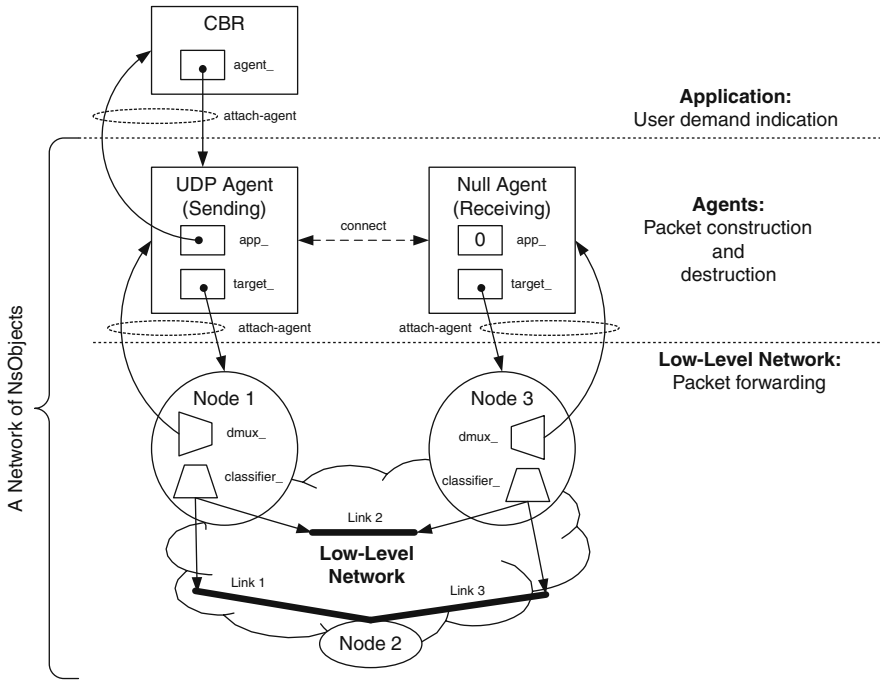 CBR
agent_
attach-agent
Application:
User demand indication
UDP Agent
(Sending)
app_
target_
connect
Null Agent
(Receiving)
0
app_
target_
Agents:
Packet construction
and
destruction
attach-agent
attach-agent
Low-Level Network:
Packet forwarding
A Network of NsObjects
Node 1
dmux_
classifier_
Node 3
dmux_
classifier_
Link 2
Low-Level
Network
Link 1
Link 3
Node 2